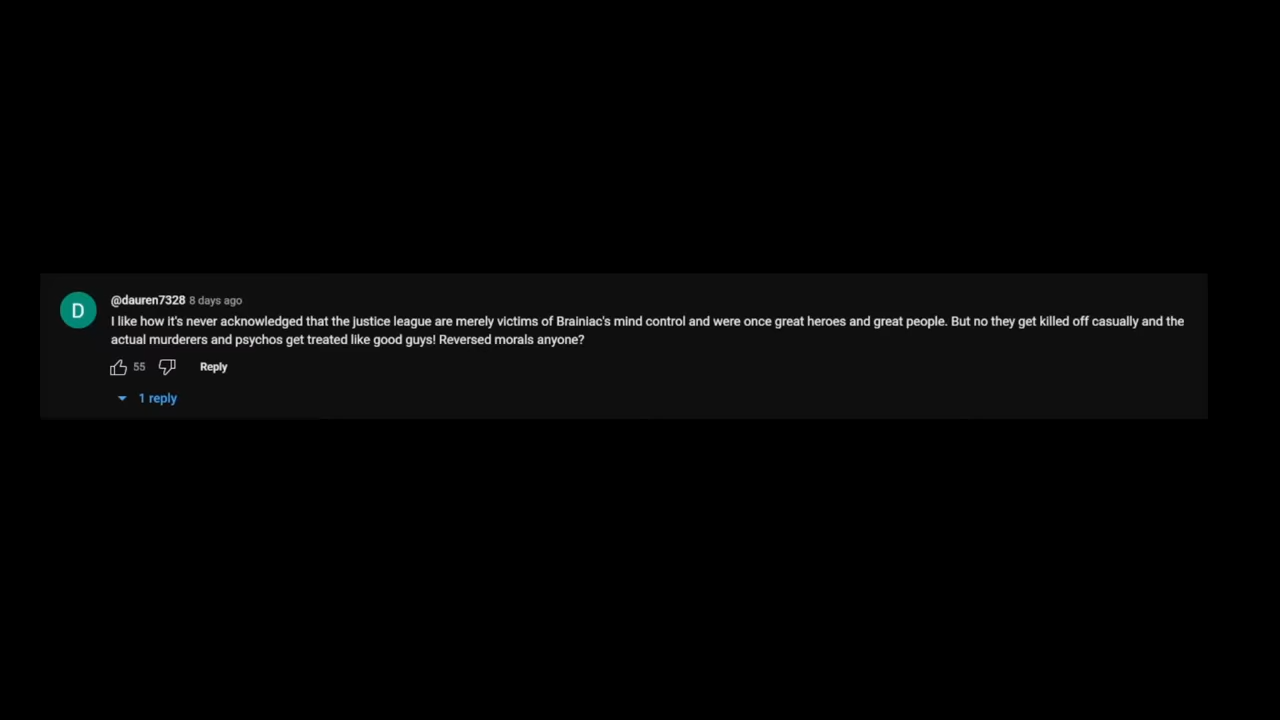 D
@dauren7328 8 days ago
I like how it's never acknowledged that the justice league are merely victims of Brainiac's mind control and were once great heroes and great people. But no they get killed off casually and the
actual murderers and psychos get treated like good guys! Reversed morals anyone?
55 Reply
1 reply